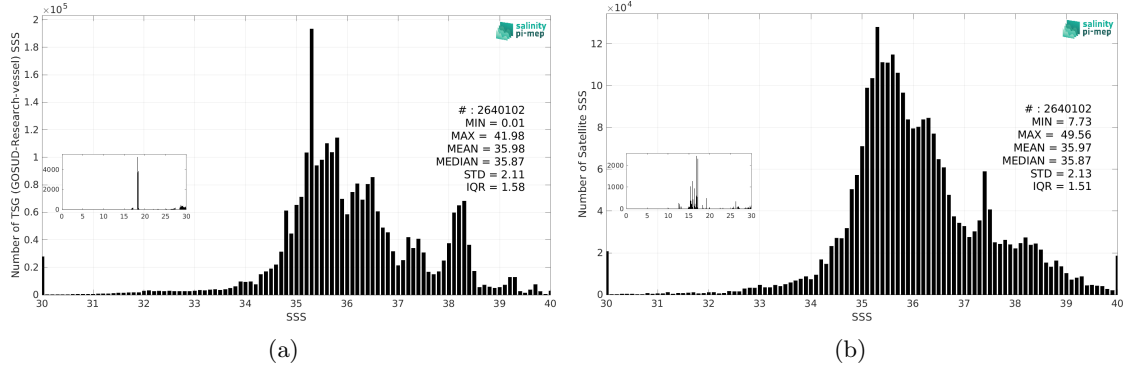 ×10^5
2
1.8
1.6
1.4
1.2
1
0.8
0.6
0.4
0.2
0
Number of TSG (GOSUD-Research-vessel) SSS
30 31 32 33 34 35 36 37 38 39 40
SSS
salinity
pi-mep
# : 2640102
MIN = 0.01
MAX = 41.98
MEAN = 35.98
MEDIAN = 35.87
STD = 2.11
IQR = 1.58
4000
2000
0
0 5 10 15 20 25 30
(a)
×10^4
12
10
8
6
4
2
0
Number of Satellite SSS
30 31 32 33 34 35 36 37 38 39 40
SSS
salinity
pi-mep
# : 2640102
MIN = 7.73
MAX = 49.56
MEAN = 35.97
MEDIAN = 35.87
STD = 2.13
IQR = 1.51
2000
1000
0
0 5 10 15 20 25 30
(b)